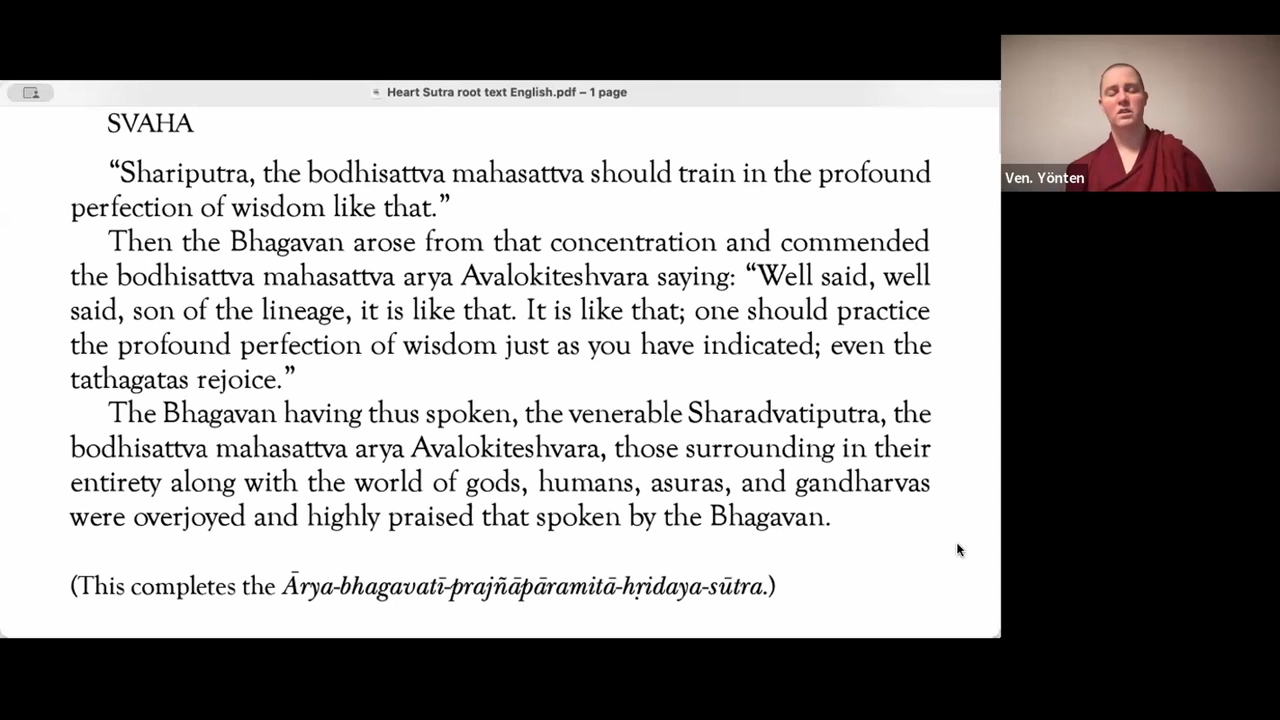 Heart Sutra root text English.pdf – 1 page
SVAHA
“Shariputra, the bodhisattva mahasattva should train in the profound
perfection of wisdom like that.”
Then the Bhagavan arose from that concentration and commended
the bodhisattva mahasattva arya Avalokiteshvara saying: “Well said, well
said, son of the lineage, it is like that. It is like that; one should practice
the profound perfection of wisdom just as you have indicated; even the
tathagatas rejoice.”
The Bhagavan having thus spoken, the venerable Sharadvatiputra, the
bodhisattva mahasattva arya Avalokiteshvara, those surrounding in their
entirety along with the world of gods, humans, asuras, and gandharvas
were overjoyed and highly praised that spoken by the Bhagavan.
(This completes the Ārya-bhagavatī-prajñāpāramitā-hṛidaya-sūtra.)
Ven. Yönten